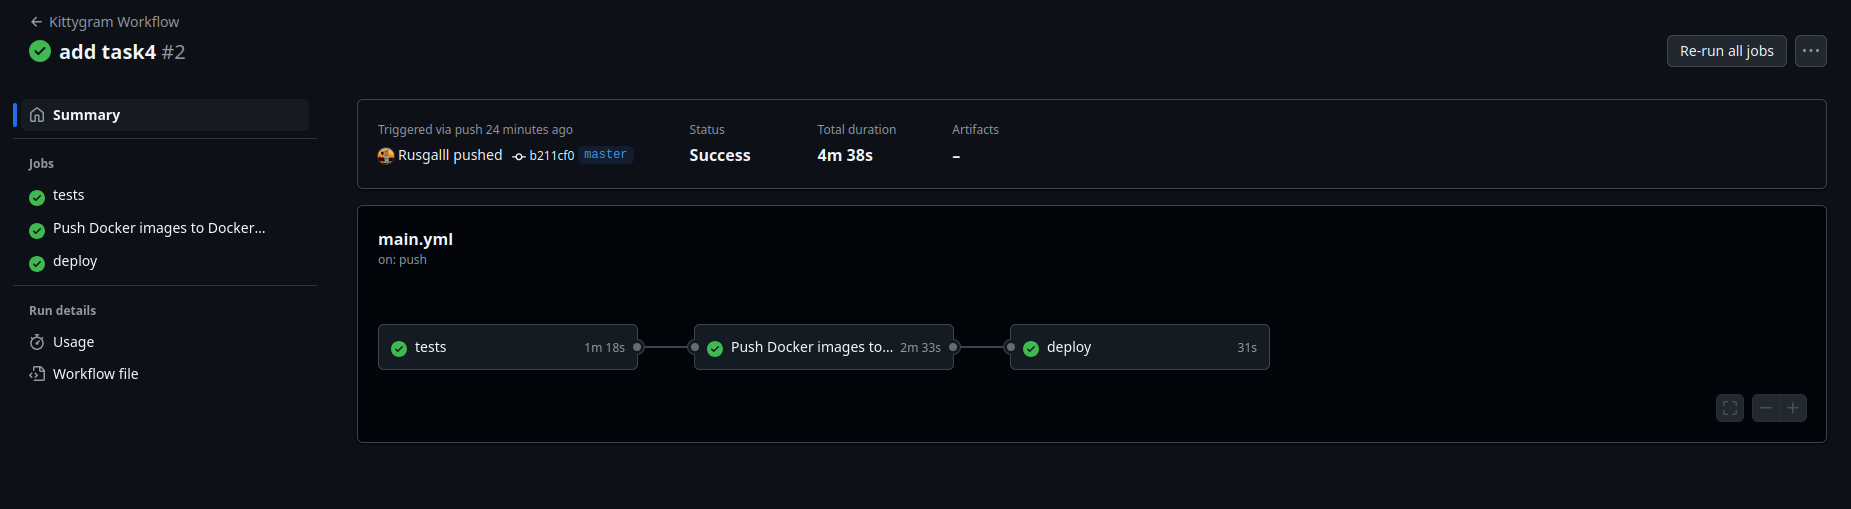 Kittygram Workflow
add task4 #2
Re-run all jobs
Summary
Jobs
tests
Push Docker images to Docker...
deploy
Run details
Usage
Workflow file
Triggered via push 24 minutes ago
Rusgalll pushed b211cf0 master
Status
Success
Total duration
4m 38s
Artifacts
–
main.yml
on: push
tests 1m 18s
Push Docker images to... 2m 33s
deploy 31s